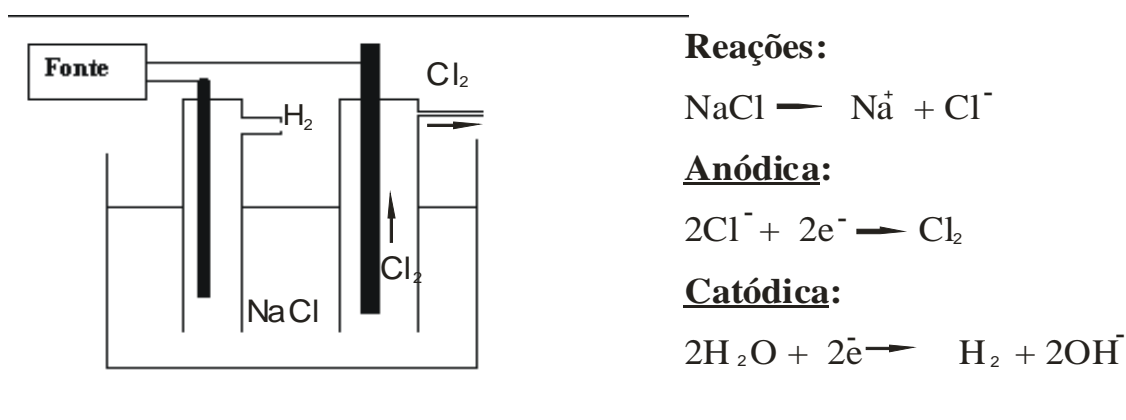 Fonte
Cl₂
H₂
Cl₂
NaCl
Reações:
NaCl → Na⁺ + Cl⁻
Anódica:
2Cl⁻ + 2e⁻ → Cl₂
Catódica:
2H₂O + 2e⁻ → H₂ + 2OH⁻